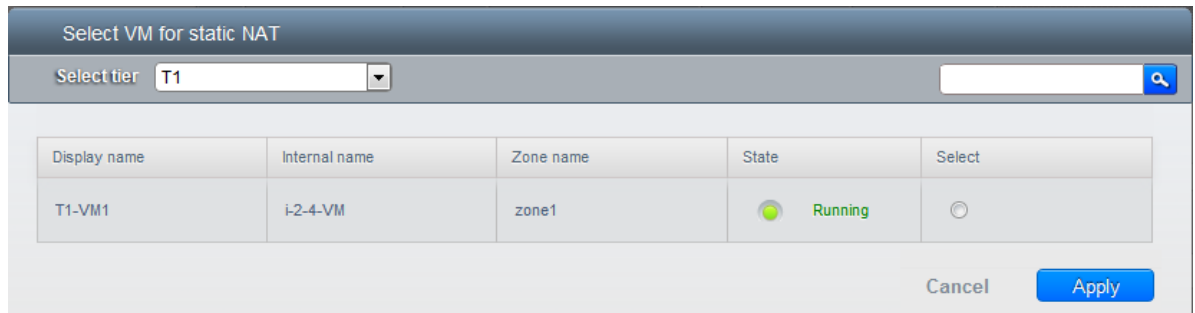 Select VM for static NAT
Select tier T1
Display name Internal name Zone name State Select
T1-VM1 i-2-4-VM zone1 Running
Cancel Apply